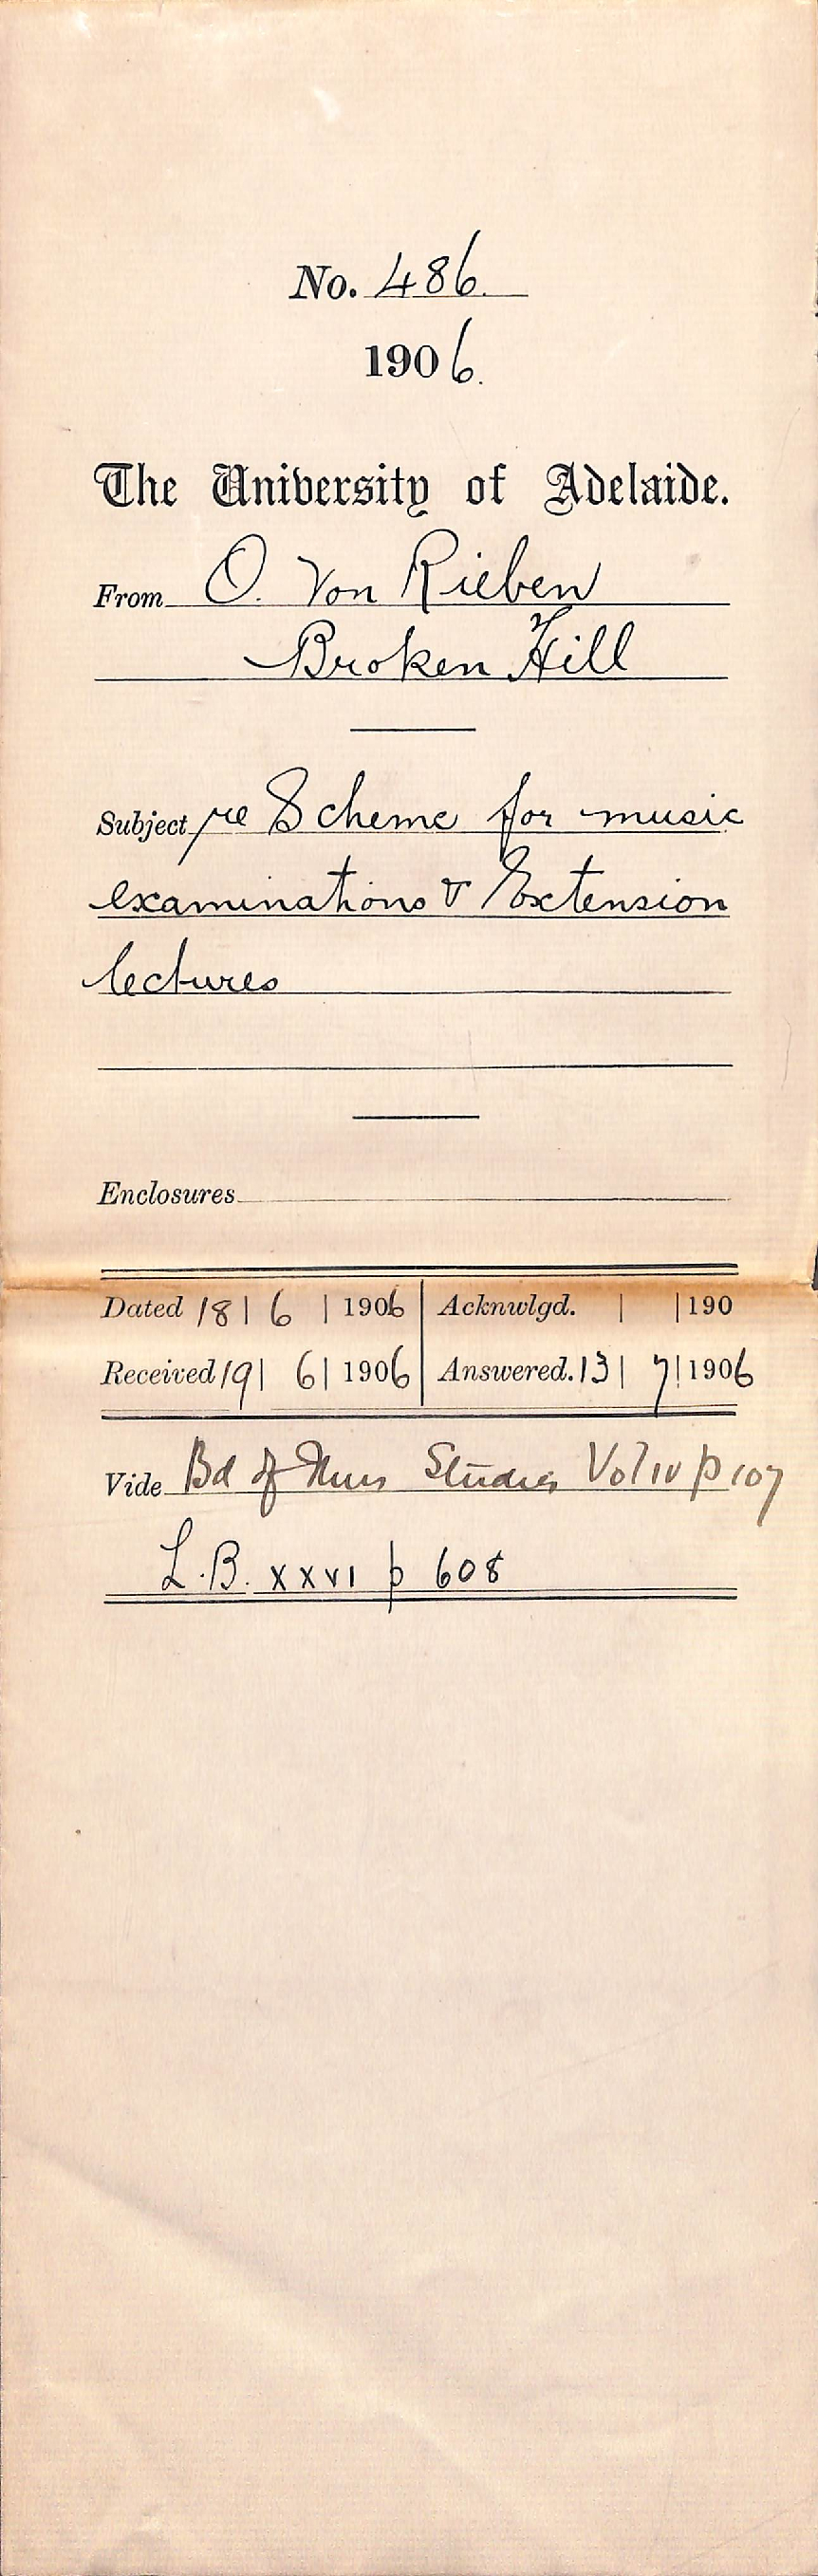 No. 486.
1906.
The University of Adelaide.
From O. Von Rieben
Broken Hill
Subject re Scheme for music
examinations & Extension
lectures
Enclosures
Dated 18 | 6 | 1906 | Acknwlgd. | | 190
Received 19 | 6 | 1906 | Answered. 13 | 7 | 1906
Vide Bd of Mus Studies Vol IV p 107
L.B. XXVI p 608